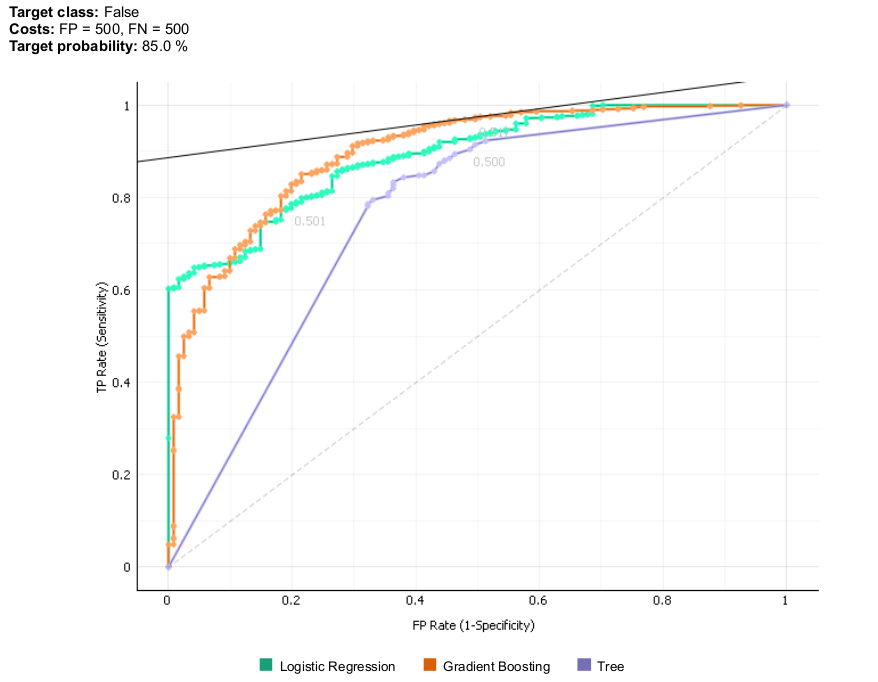 Target class: False
Costs: FP = 500, FN = 500
Target probability: 85.0 %
1
0.8
0.6
0.4
0.2
0
TP Rate (Sensitivity)
0.500
0.501
0 0.2 0.4 0.6 0.8 1
FP Rate (1-Specificity)
Logistic Regression Gradient Boosting Tree